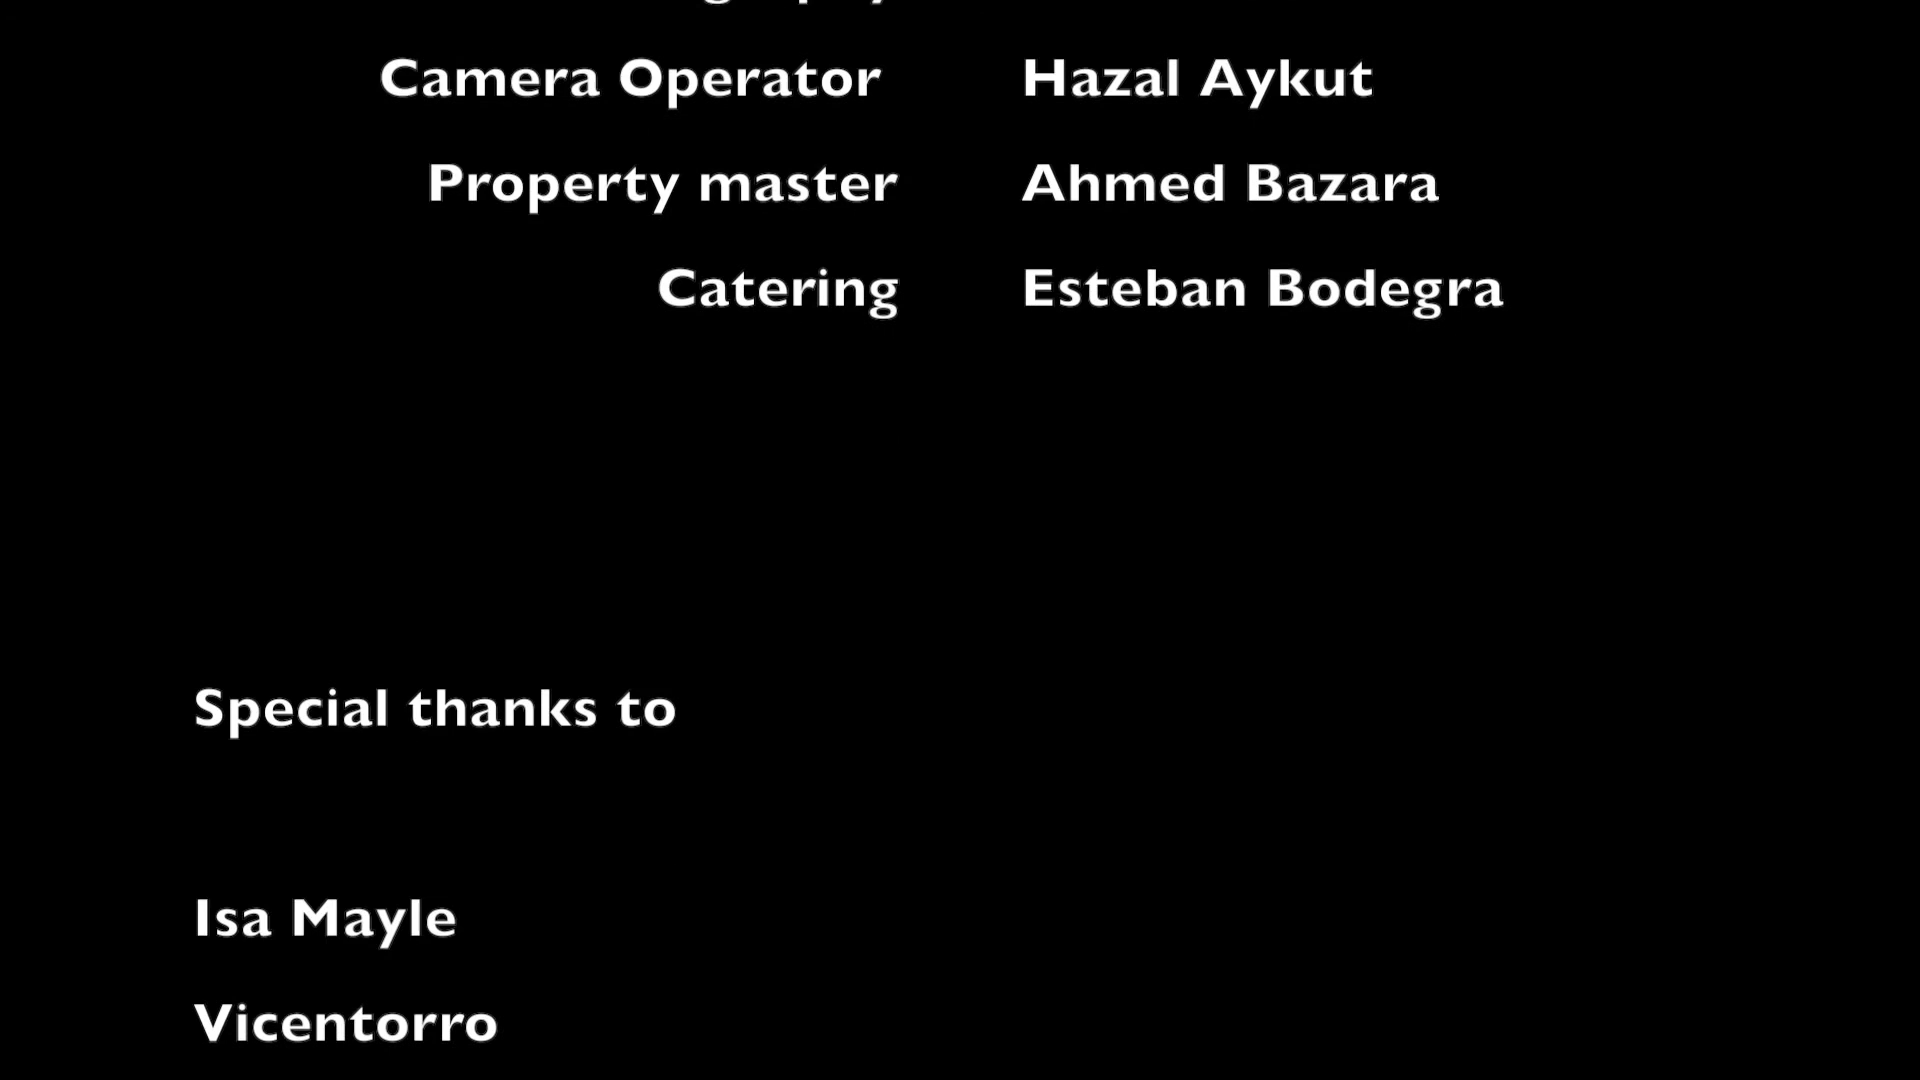 Camera Operator Hazal Aykut
Property master Ahmed Bazara
Catering Esteban Bodegra
Special thanks to
Isa Mayle
Vicentorro